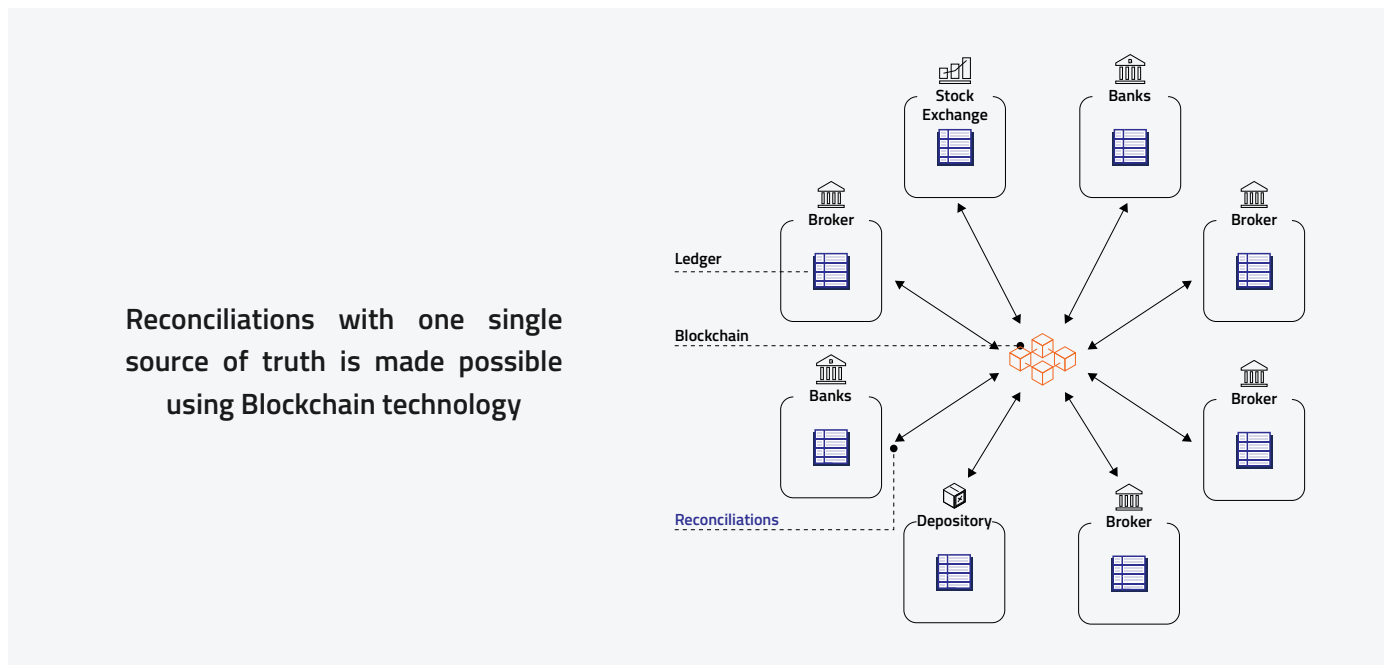 Reconciliations with one single
source of truth is made possible
using Blockchain technology
Stock
Exchange
Banks
Broker
Broker
Ledger
Blockchain
Banks
Broker
Reconciliations
Depository
Broker